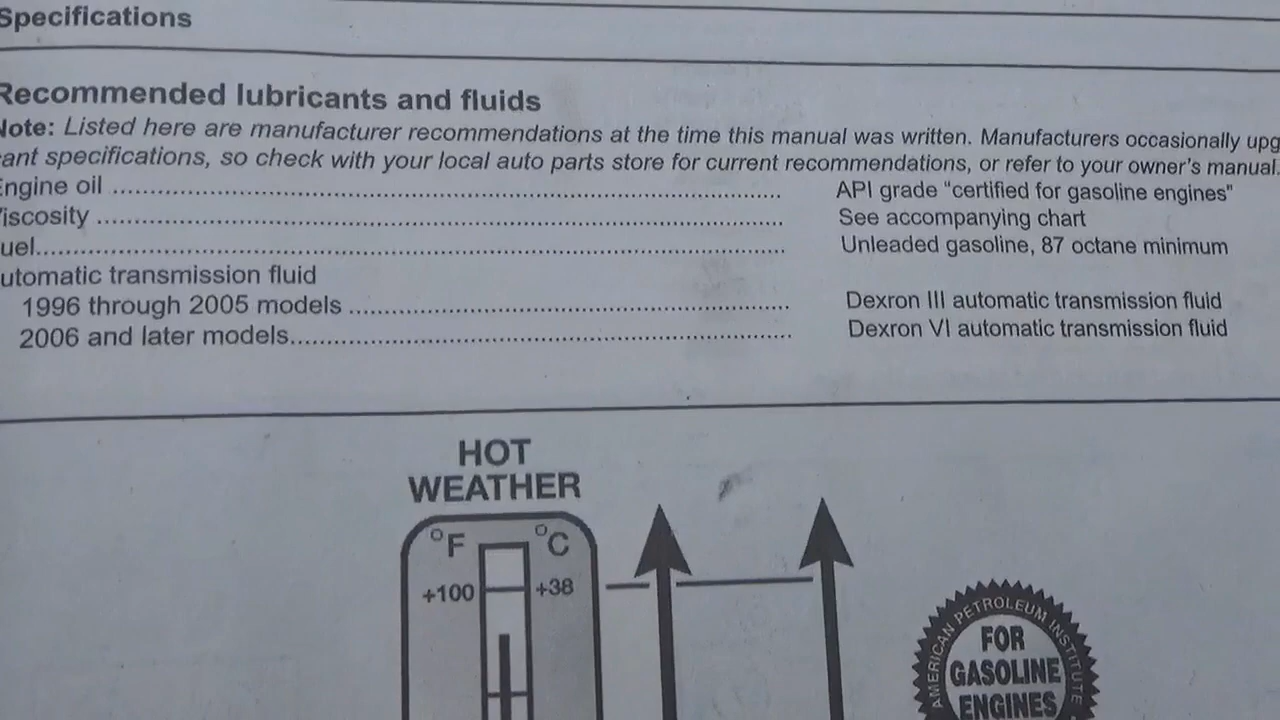 Specifications
Recommended lubricants and fluids
Note: Listed here are manufacturer recommendations at the time this manual was written. Manufacturers occasionally upg
cant specifications, so check with your local auto parts store for current recommendations, or refer to your owner's manual.
Engine oil .......... API grade "certified for gasoline engines"
Viscosity .......... See accompanying chart
uel.......... Unleaded gasoline, 87 octane minimum
utomatic transmission fluid
1996 through 2005 models .......... Dexron III automatic transmission fluid
2006 and later models.......... Dexron VI automatic transmission fluid
HOT
WEATHER
°F °C
+100 +38
AMERICAN PETROLEUM INSTITUTE
FOR
GASOLINE
ENGINES